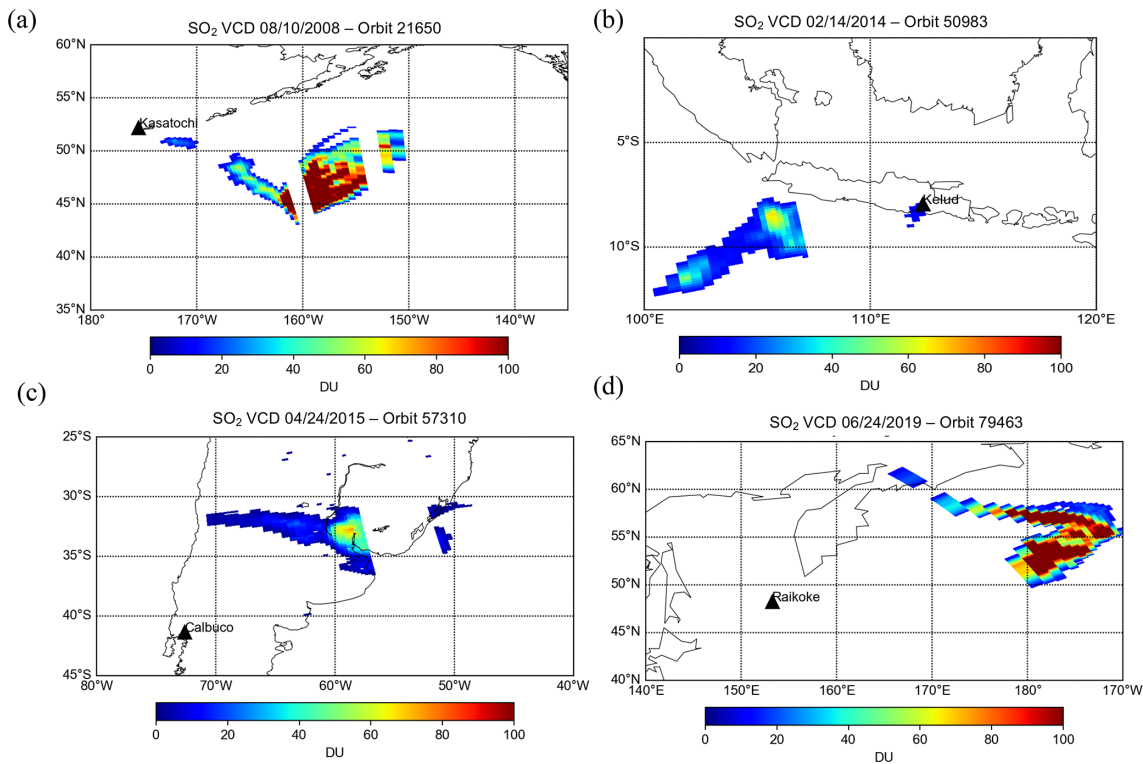 (a)
SO₂ VCD 08/10/2008 – Orbit 21650
60°N
55°N
50°N
45°N
40°N
35°N
Kasatochi
180° 170°W 160°W 150°W 140°W
0 20 40 60 80 100
DU
(b)
SO₂ VCD 02/14/2014 – Orbit 50983
5°S
10°S
Kelud
100°E 110°E 120°E
0 20 40 60 80 100
DU
(c)
SO₂ VCD 04/24/2015 – Orbit 57310
25°S
30°S
35°S
40°S
45°S
Calbuco
80°W 70°W 60°W 50°W 40°W
0 20 40 60 80 100
DU
(d)
SO₂ VCD 06/24/2019 – Orbit 79463
65°N
60°N
55°N
50°N
45°N
40°N
Raikoke
140°E 150°E 160°E 170°E 180° 170°W
0 20 40 60 80 100
DU